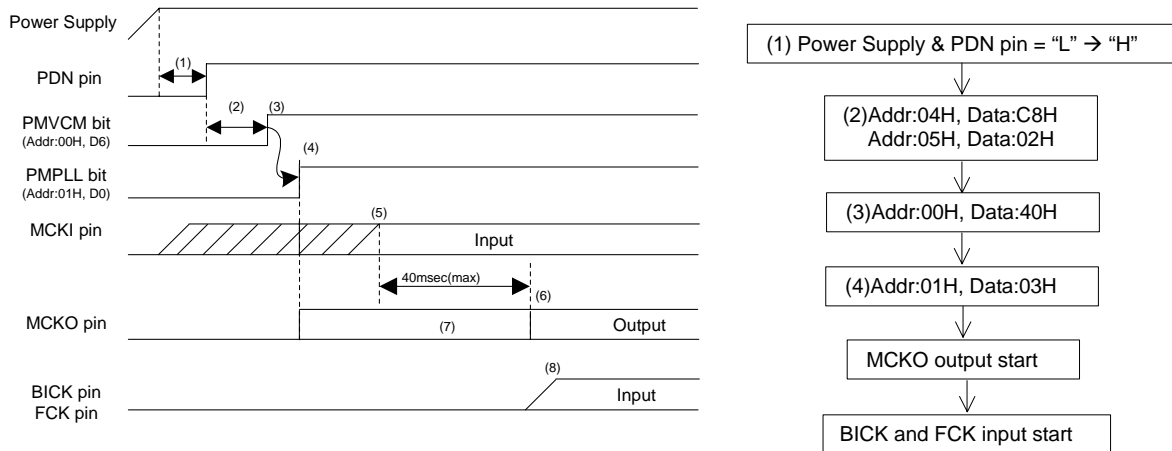 Power Supply
(1)
PDN pin
(2)
(3)
PMVCM bit
(Addr:00H, D6)
(4)
PMPLL bit
(Addr:01H, D0)
(5)
MCKI pin
Input
40msec(max)
(6)
MCKO pin
(7)
Output
(8)
BICK pin
FCK pin
Input
(1) Power Supply & PDN pin = “L” → “H”
(2)Addr:04H, Data:C8H
Addr:05H, Data:02H
(3)Addr:00H, Data:40H
(4)Addr:01H, Data:03H
MCKO output start
BICK and FCK input start